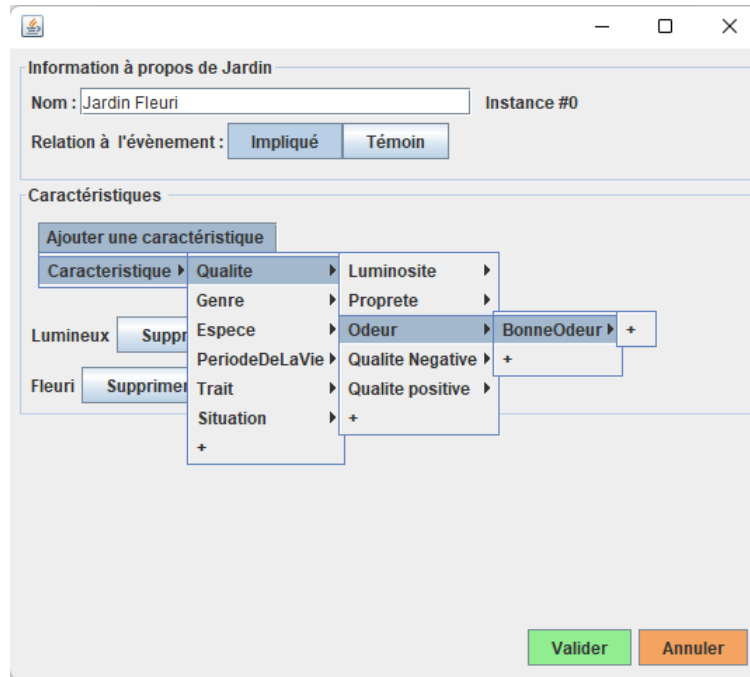 Information à propos de Jardin
Nom : Jardin Fleuri Instance #0
Relation à l'évènement : Impliqué Témoin
Caractéristiques
Ajouter une caractéristique
Caracteristique Qualite Luminosite
Genre Proprete
Lumineux Espece Odeur BonneOdeur +
PeriodeDeLaVie Qualite Negative +
Fleuri Supprimer Trait Qualite positive
Situation +
+
Valider Annuler